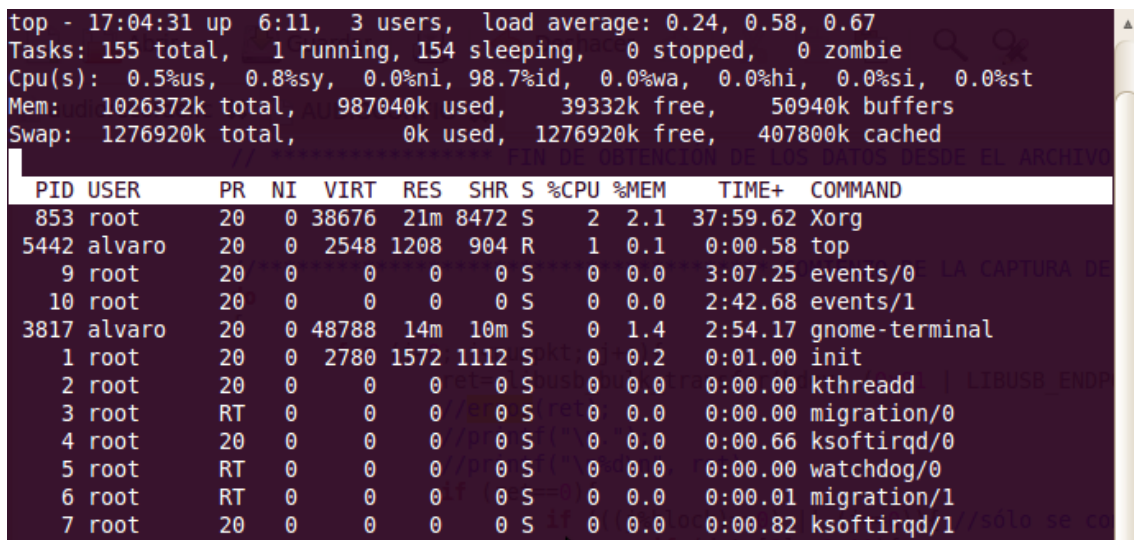 top - 17:04:31 up  6:11,  3 users,  load average: 0.24, 0.58, 0.67
Tasks: 155 total,   1 running, 154 sleeping,   0 stopped,   0 zombie
Cpu(s):  0.5%us,  0.8%sy,  0.0%ni, 98.7%id,  0.0%wa,  0.0%hi,  0.0%si,  0.0%st
Mem:   1026372k total,   987040k used,    39332k free,    50940k buffers
Swap:  1276920k total,        0k used,  1276920k free,   407800k cached
// ***************** FIN DE OBTENCIÓN DE LOS DATOS DESDE EL ARCHIVO
PID USER      PR  NI  VIRT  RES  SHR S %CPU %MEM    TIME+  COMMAND
853 root      20   0 38676  21m 8472 S    2  2.1  37:59.62 Xorg
5442 alvaro    20   0  2548 1208  904 R    1  0.1   0:00.58 top
9 root      20   0     0    0    0 S    0  0.0   3:07.25 events/0
LA CAPTURA DE
10 root      20   0     0    0    0 S    0  0.0   2:42.68 events/1
3817 alvaro    20   0 48788  14m  10m S    0  1.4   2:54.17 gnome-terminal
1 root      20   0  2780 1572 1112 S    0  0.2   0:01.00 init
2 root      20   0     0    0    0 S    0  0.0   0:00.00 kthreadd
| LIBUSB_ENDP
3 root      RT   0     0    0    0 S    0  0.0   0:00.00 migration/0
4 root      20   0     0    0    0 S    0  0.0   0:00.66 ksoftirqd/0
5 root      RT   0     0    0    0 S    0  0.0   0:00.00 watchdog/0
6 root      RT   0     0    0    0 S    0  0.0   0:00.01 migration/1
7 root      20   0     0    0    0 S    0  0.0   0:00.82 ksoftirqd/1
//sólo se co